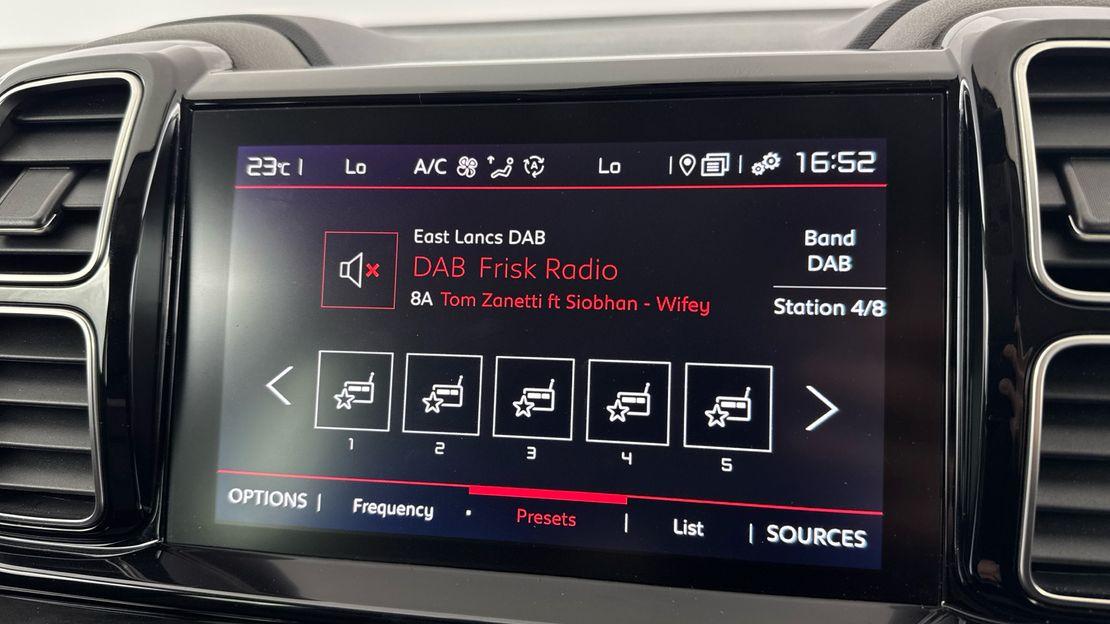 23°C | Lo A/C Lo 16:52
East Lancs DAB
DAB Frisk Radio
8A Tom Zanetti ft Siobhan - Wifey
Band
DAB
Station 4/8
1 2 3 4 5
OPTIONS | Frequency Presets | List | SOURCES